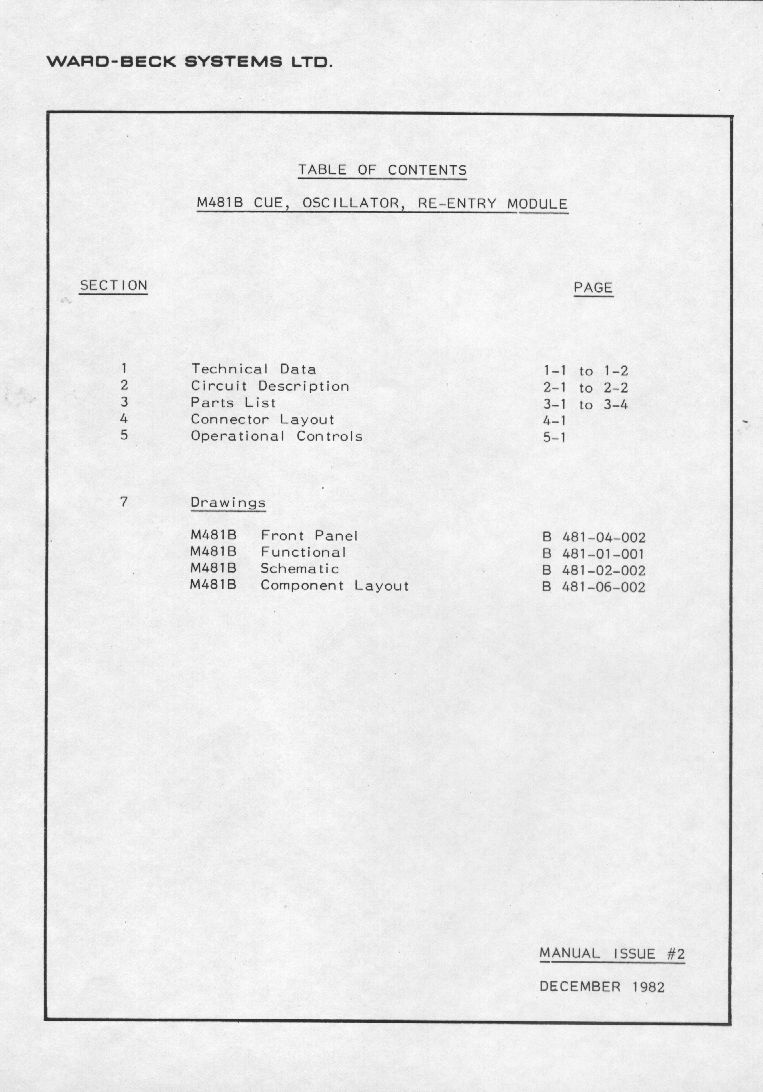 WARD-BECK SYSTEMS LTD.
TABLE OF CONTENTS
M481B CUE, OSCILLATOR, RE-ENTRY MODULE
SECTION PAGE
1 Technical Data 1-1 to 1-2
2 Circuit Description 2-1 to 2-2
3 Parts List 3-1 to 3-4
4 Connector Layout 4-1
5 Operational Controls 5-1
7 Drawings
M481B Front Panel B 481-04-002
M481B Functional B 481-01-001
M481B Schematic B 481-02-002
M481B Component Layout B 481-06-002
MANUAL ISSUE #2
DECEMBER 1982